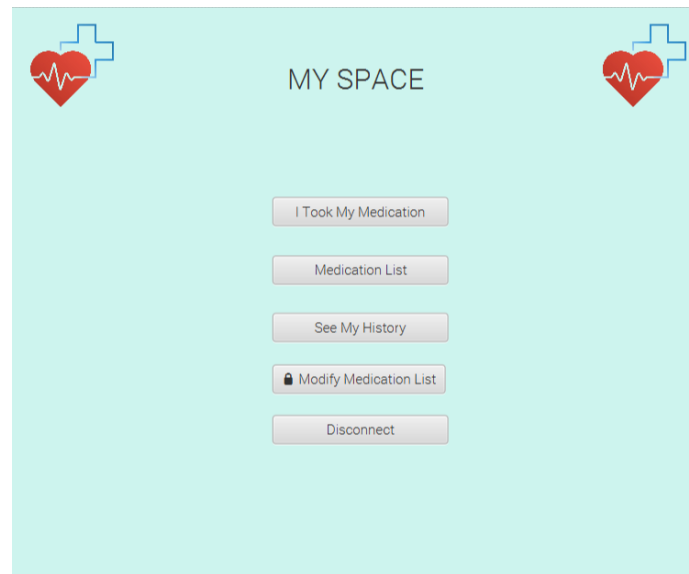 MY SPACE
I Took My Medication
Medication List
See My History
Modify Medication List
Disconnect